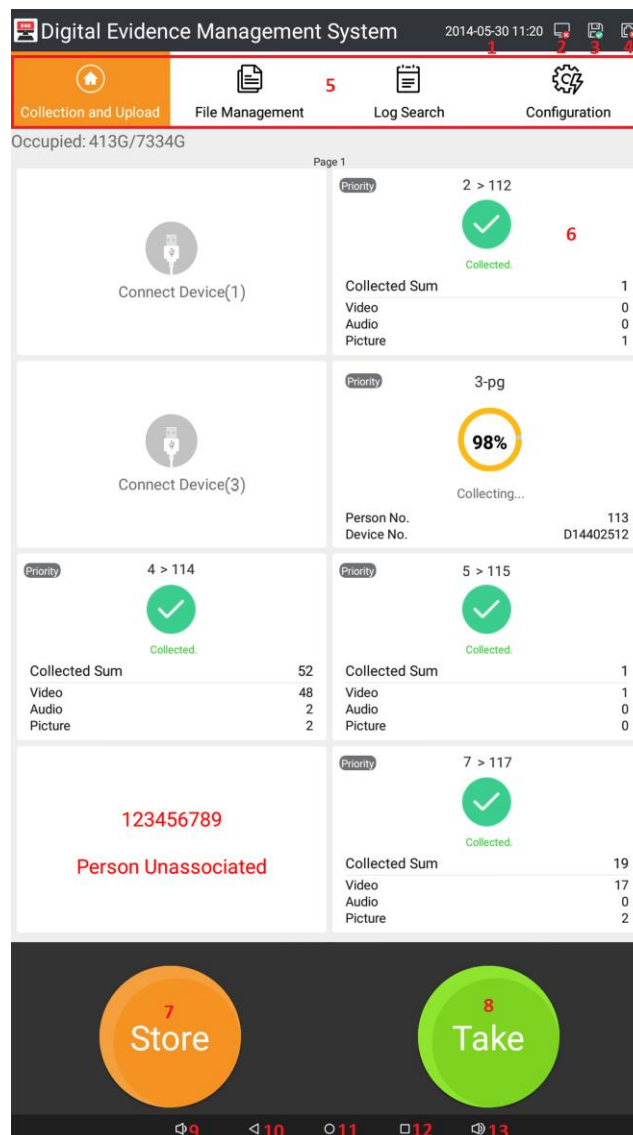 Digital Evidence Management System 2014-05-30 11:20
1 2 3 4
5
Collection and Upload File Management Log Search Configuration
Occupied: 413G/7334G
Page 1
Connect Device(1)
Priority 2 > 112
6
Collected.
Collected Sum 1
Video 0
Audio 0
Picture 1
Connect Device(3)
Priority 3-pg
98%
Collecting...
Person No. 113
Device No. D14402512
Priority 4 > 114
Collected.
Collected Sum 52
Video 48
Audio 2
Picture 2
Priority 5 > 115
Collected.
Collected Sum 1
Video 1
Audio 0
Picture 0
123456789
Person Unassociated
Priority 7 > 117
Collected.
Collected Sum 19
Video 17
Audio 0
Picture 2
7
Store
8
Take
9 10 11 12 13